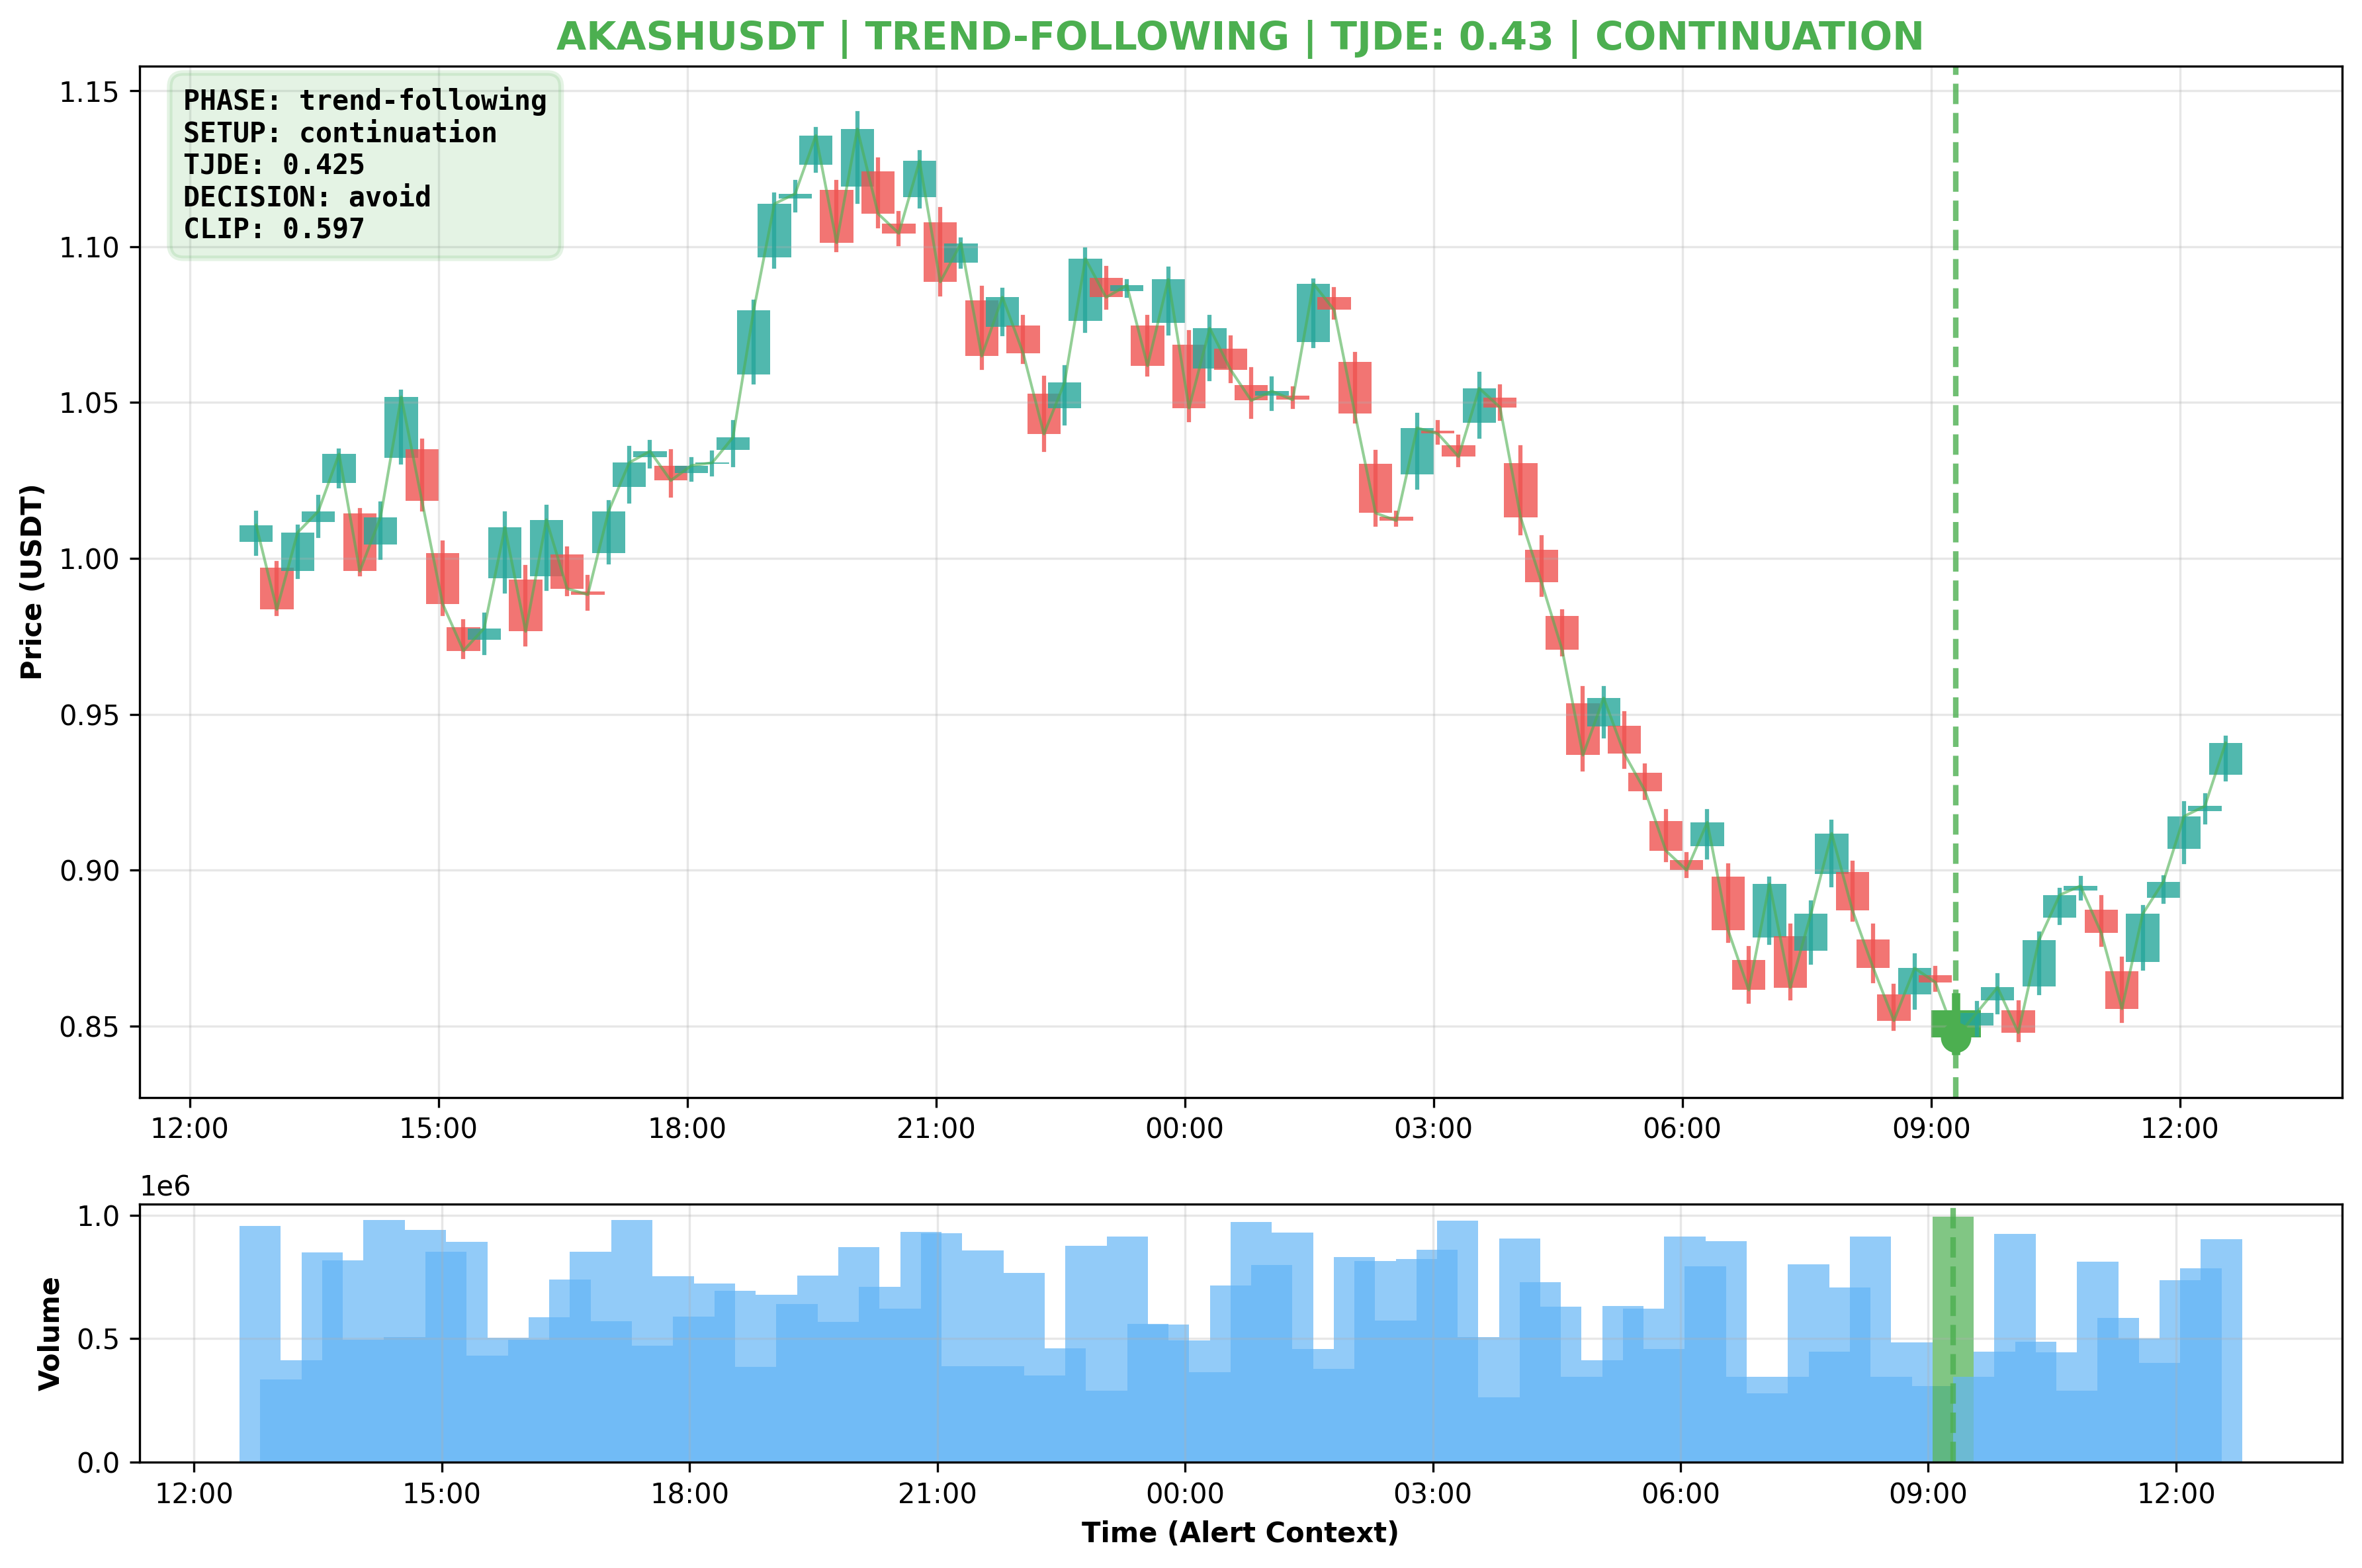 AKASHUSDT | TREND-FOLLOWING | TJDE: 0.43 | CONTINUATION
PHASE: trend-following
SETUP: continuation
TJDE: 0.425
DECISION: avoid
CLIP: 0.597
Price (USDT)
1.15
1.10
1.05
1.00
0.95
0.90
0.85
12:00 15:00 18:00 21:00 00:00 03:00 06:00 09:00 12:00
1e6
Volume
1.0
0.5
0.0
12:00 15:00 18:00 21:00 00:00 03:00 06:00 09:00 12:00
Time (Alert Context)